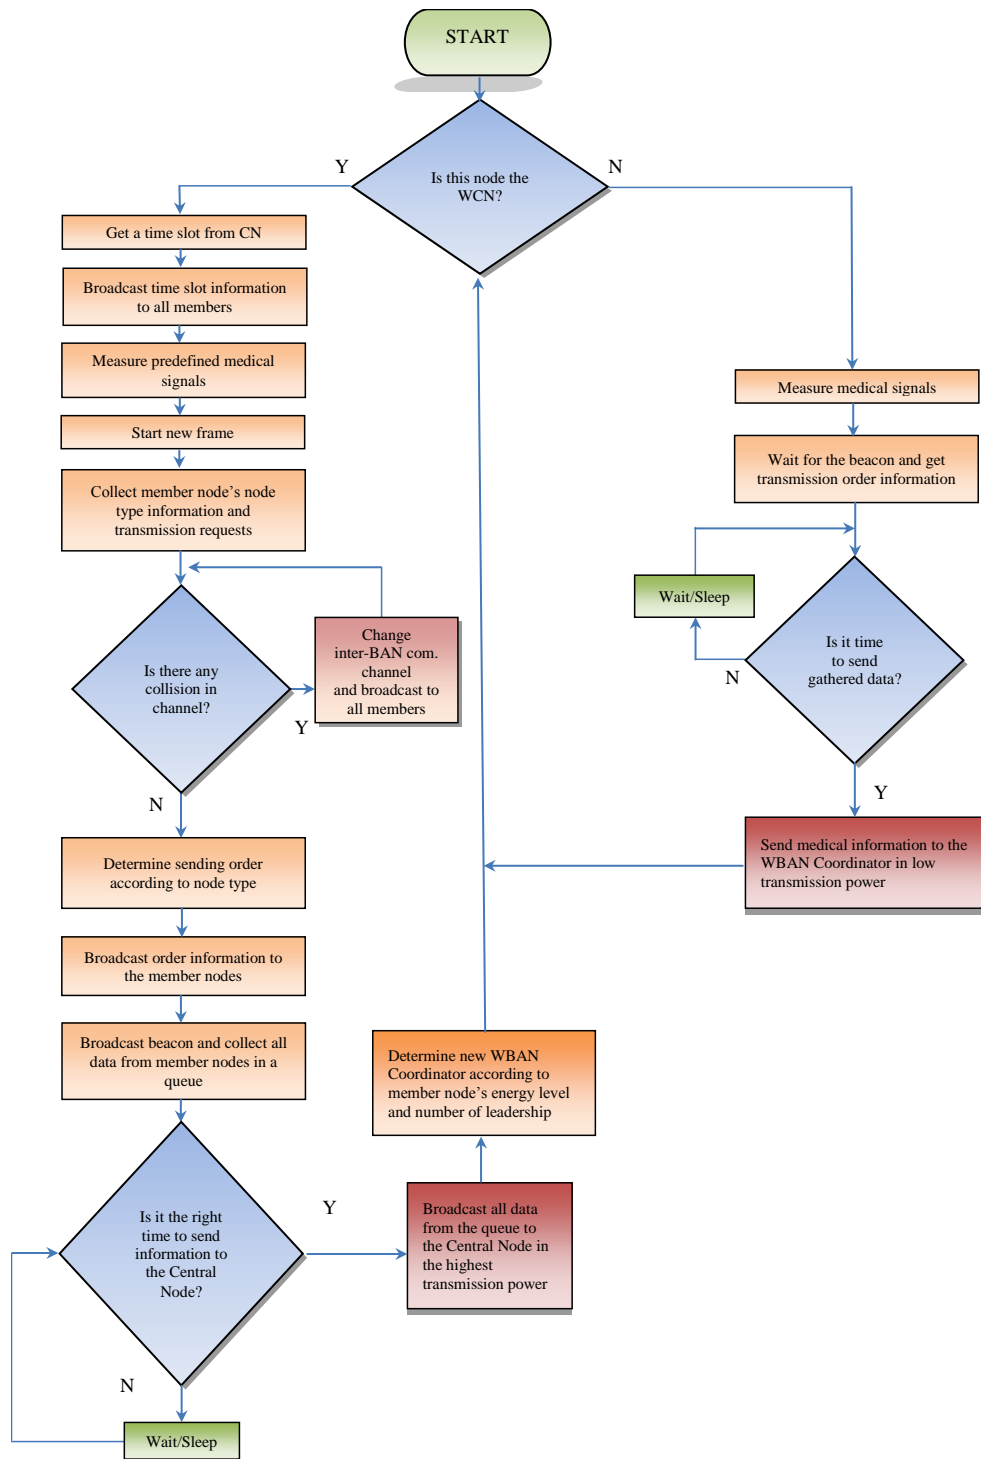 START
Is this node the
WCN?
Y
N
Get a time slot from CN
Broadcast time slot information
to all members
Measure predefined medical
signals
Start new frame
Collect member node's node
type information and
transmission requests
Is there any
collision in
channel?
Y
Change
inter-BAN com.
channel
and broadcast to
all members
N
Determine sending order
according to node type
Broadcast order information to
the member nodes
Broadcast beacon and collect all
data from member nodes in a
queue
Is it the right
time to send
information to
the Central
Node?
Y
N
Wait/Sleep
Broadcast all data
from the queue to
the Central Node in
the highest
transmission power
Determine new WBAN
Coordinator according to
member node's energy level
and number of leadership
Measure medical signals
Wait for the beacon and get
transmission order information
Wait/Sleep
Is it time
to send
gathered data?
N
Y
Send medical information to the
WBAN Coordinator in low
transmission power